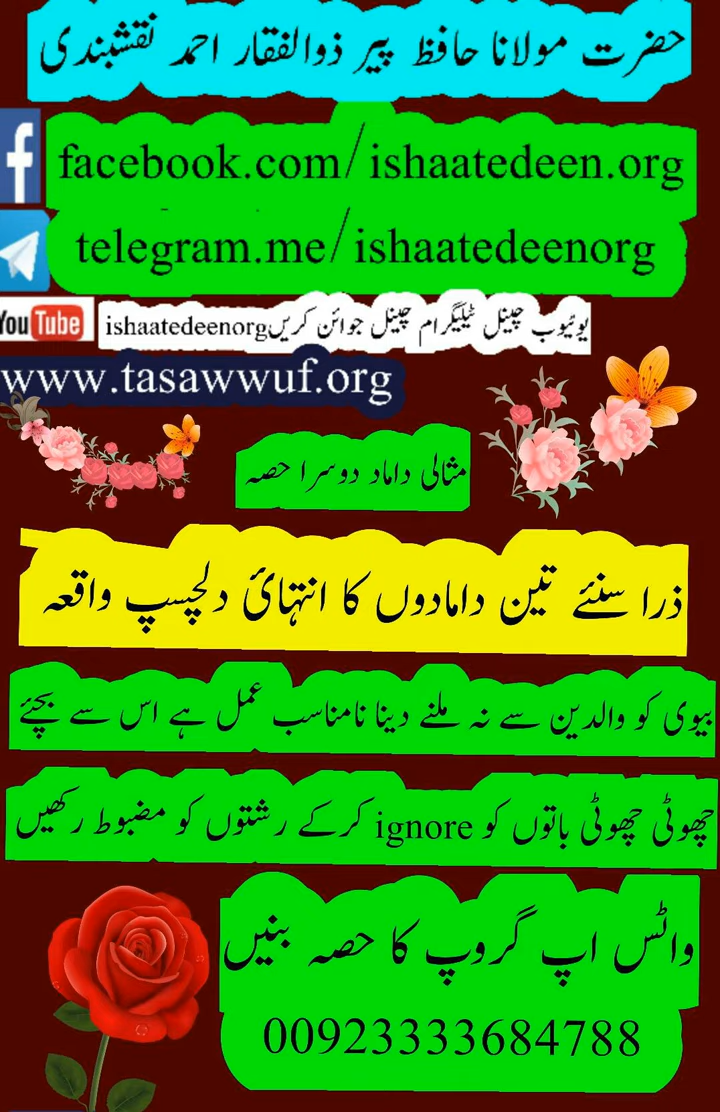 حضرت مولانا حافظ پیر ذوالفقار احمد نقشبندی
facebook.com/ishaatedeen.org
telegram.me/ishaatedeenorg
YouTube
یوٹیوب چینل ٹیلیگرام چینل جوائن کریں ishaatedeenorg
www.tasawwuf.org
مثالی داماد دوسرا حصہ
ذرا سنئے تین دامادوں کا انتہائ دلچسپ واقعہ
بیوی کو والدین سے نہ ملنے دینا نامناسب عمل ہے اس سے بچئے
چھوٹی چھوٹی باتوں کو ignore کرکے رشتوں کو مضبوط رکھیں
واٹس اپ گروپ کا حصہ بنیں
00923333684788